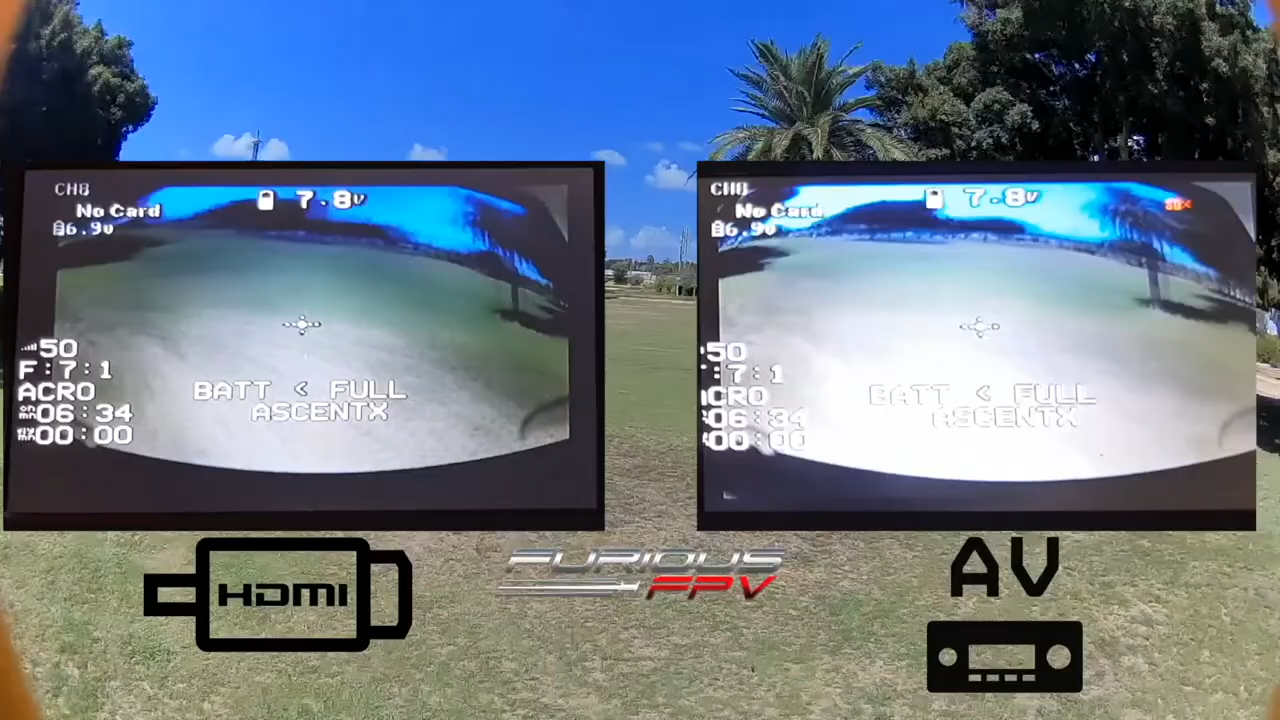 CH8
7.8V
No Card
6.9V
50
F:7:1
ACRO
06:34
00:00
BATT < FULL
ASCENTX
CH8
7.8V
No Card
6.9V
50
:7:1
ACRO
06:34
00:00
BATT < FULL
ASCENTX
HDMI
FURIOUS
FPV
AV